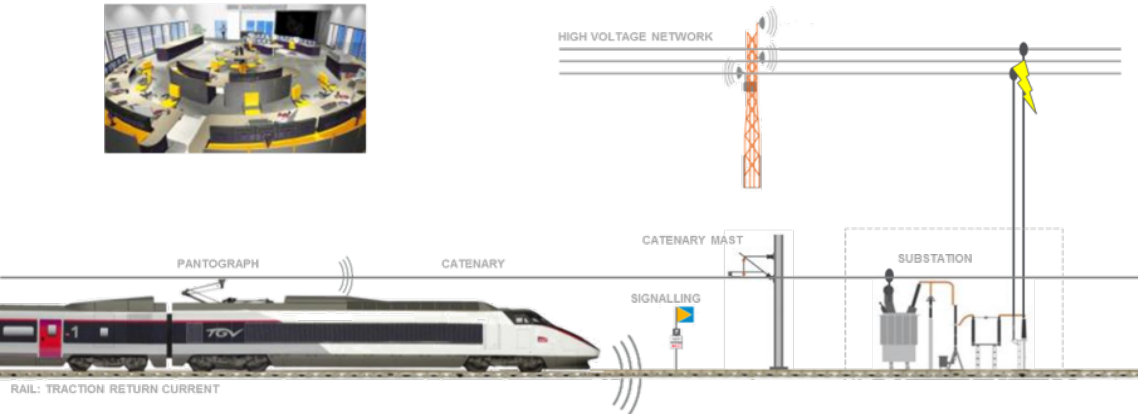 HIGH VOLTAGE NETWORK
CATENARY MAST
PANTOGRAPH
CATENARY
SUBSTATION
SIGNALLING
-1
TGV
RAIL: TRACTION RETURN CURRENT